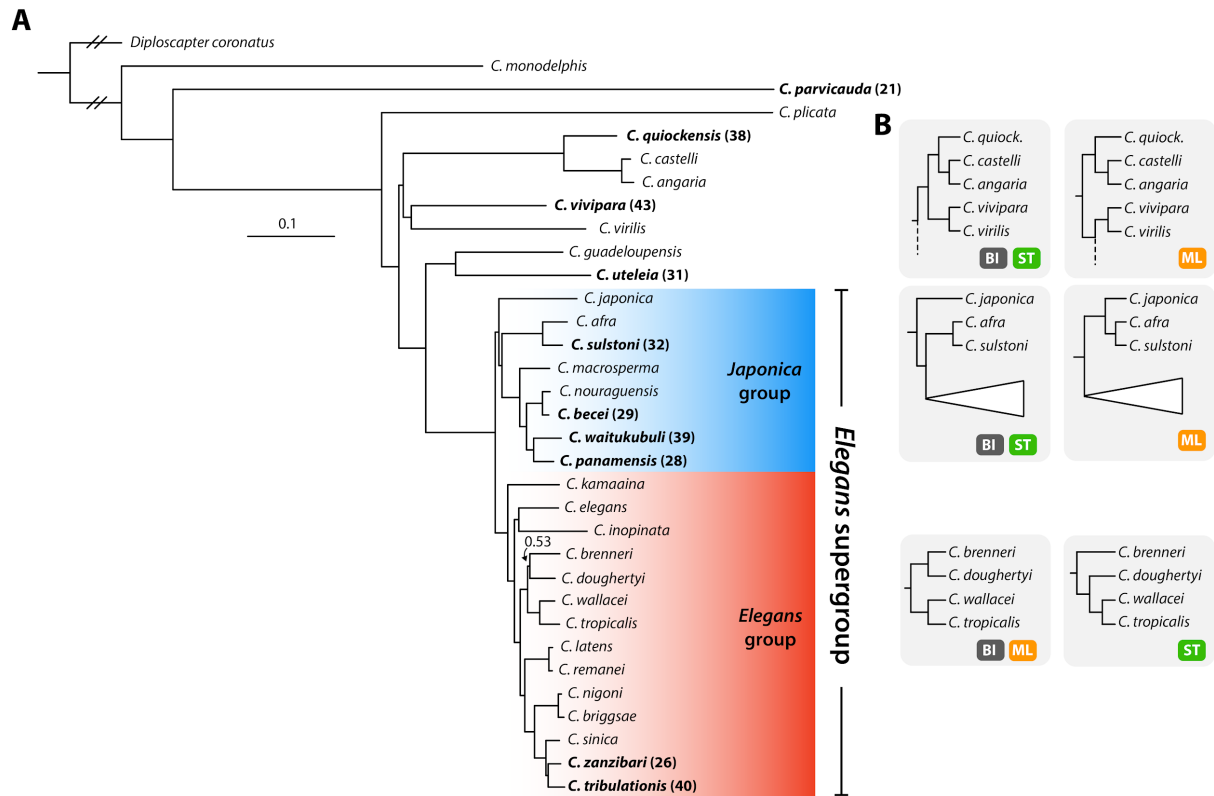 A
Diploscapter coronatus
C. monodelphis
C. parvicauda (21)
C. plicata
C. quiockensis (38)
C. castelli
C. angaria
C. vivipara (43)
0.1
C. virilis
C. guadeloupensis
C. uteleia (31)
C. japonica
C. afra
C. sulstoni (32)
C. macrosperma
C. nouraguensis
C. becei (29)
C. waitukubuli (39)
C. panamensis (28)
Japonica
group
C. kamaaina
C. elegans
C. inopinata
0.53
C. brenneri
C. doughertyi
C. wallacei
C. tropicalis
C. latens
C. remanei
C. nigoni
C. briggsae
C. sinica
C. zanzibari (26)
C. tribulationis (40)
Elegans
group
Elegans supergroup
B
C. quiock.
C. castelli
C. angaria
C. vivipara
C. virilis
BI ST
C. quiock.
C. castelli
C. angaria
C. vivipara
C. virilis
ML
C. japonica
C. afra
C. sulstoni
BI ST
C. japonica
C. afra
C. sulstoni
ML
C. brenneri
C. doughertyi
C. wallacei
C. tropicalis
BI ML
C. brenneri
C. doughertyi
C. wallacei
C. tropicalis
ST